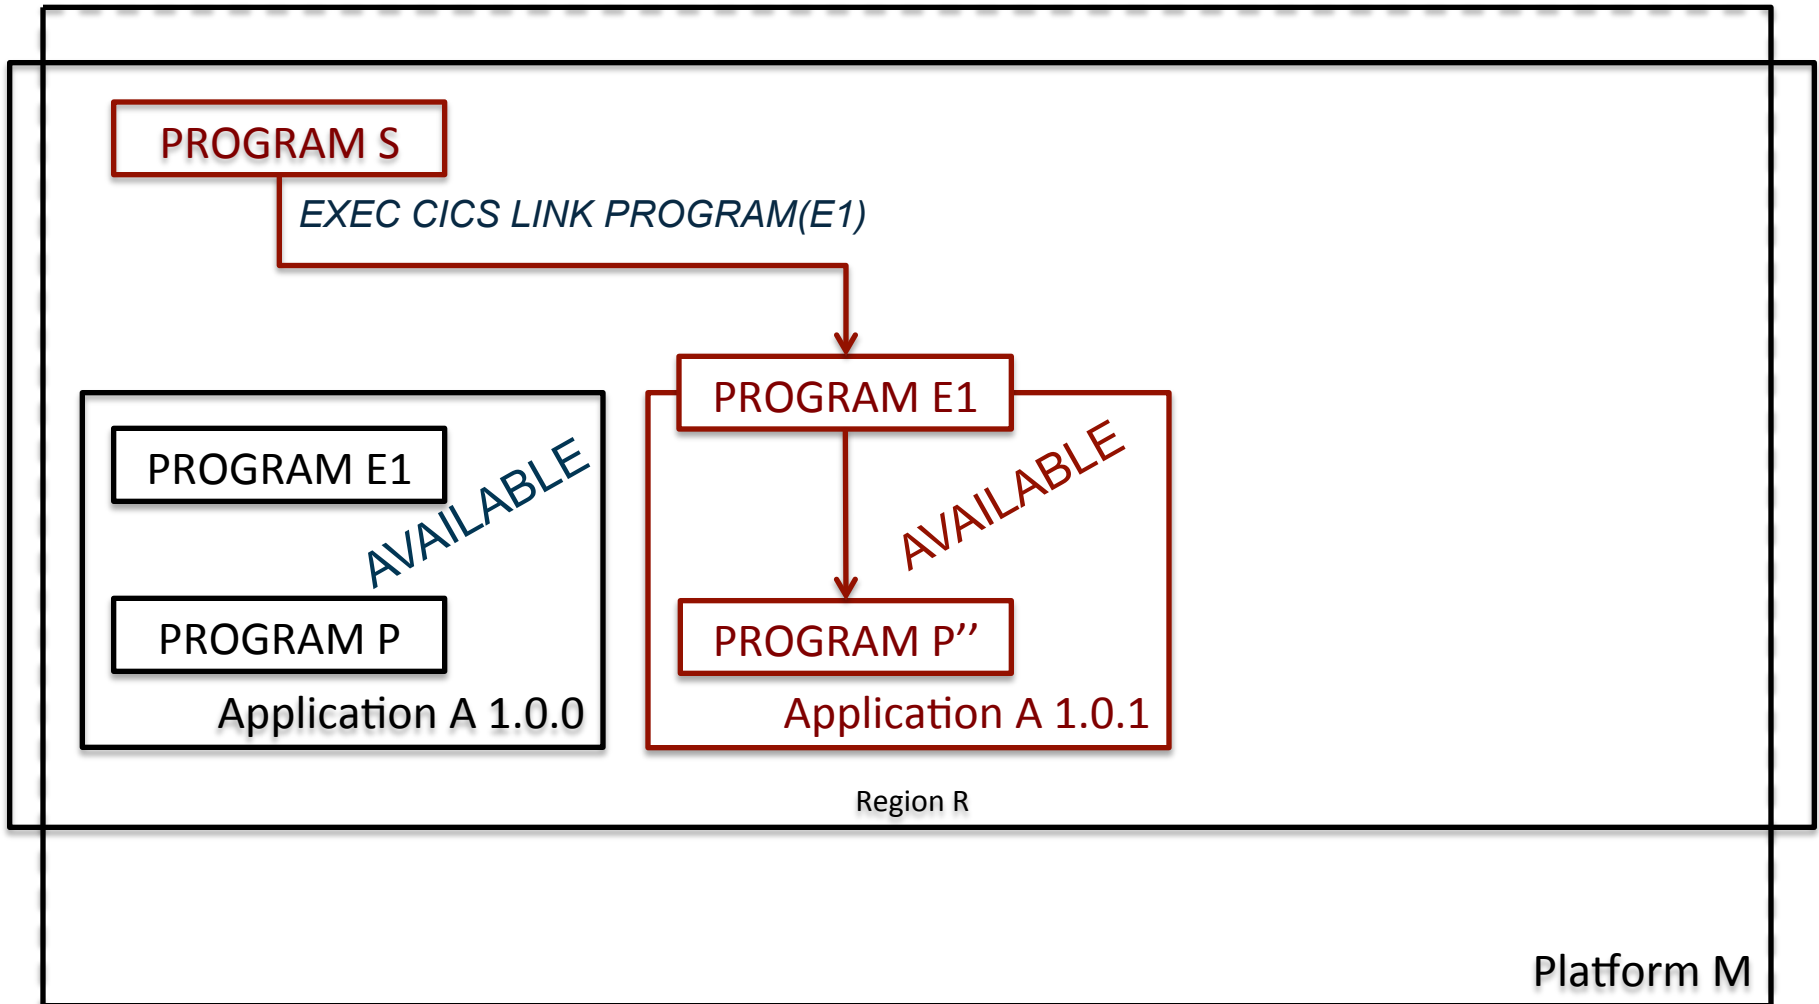 PROGRAM S
EXEC CICS LINK PROGRAM(E1)
PROGRAM E1
PROGRAM E1
AVAILABLE
AVAILABLE
PROGRAM P
PROGRAM P’’
Application A 1.0.0
Application A 1.0.1
Region R
Platform M